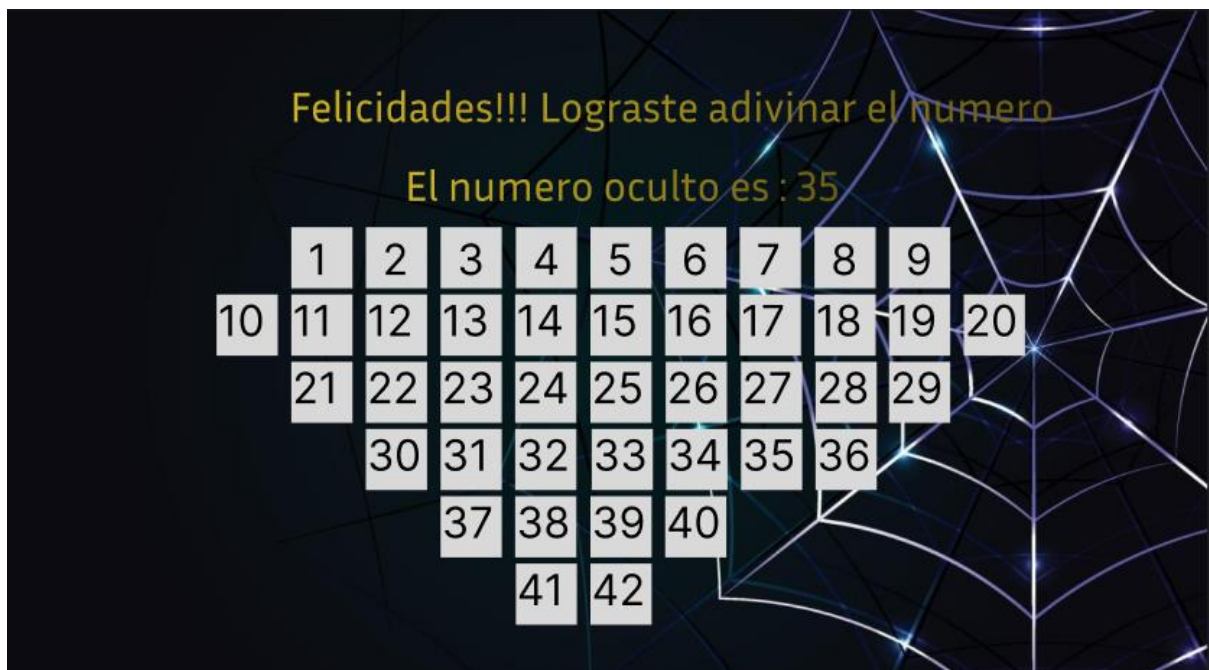 Felicidades!!! Lograste adivinar el numero
El numero oculto es : 35
1 2 3 4 5 6 7 8 9
10 11 12 13 14 15 16 17 18 19 20
21 22 23 24 25 26 27 28 29
30 31 32 33 34 35 36
37 38 39 40
41 42